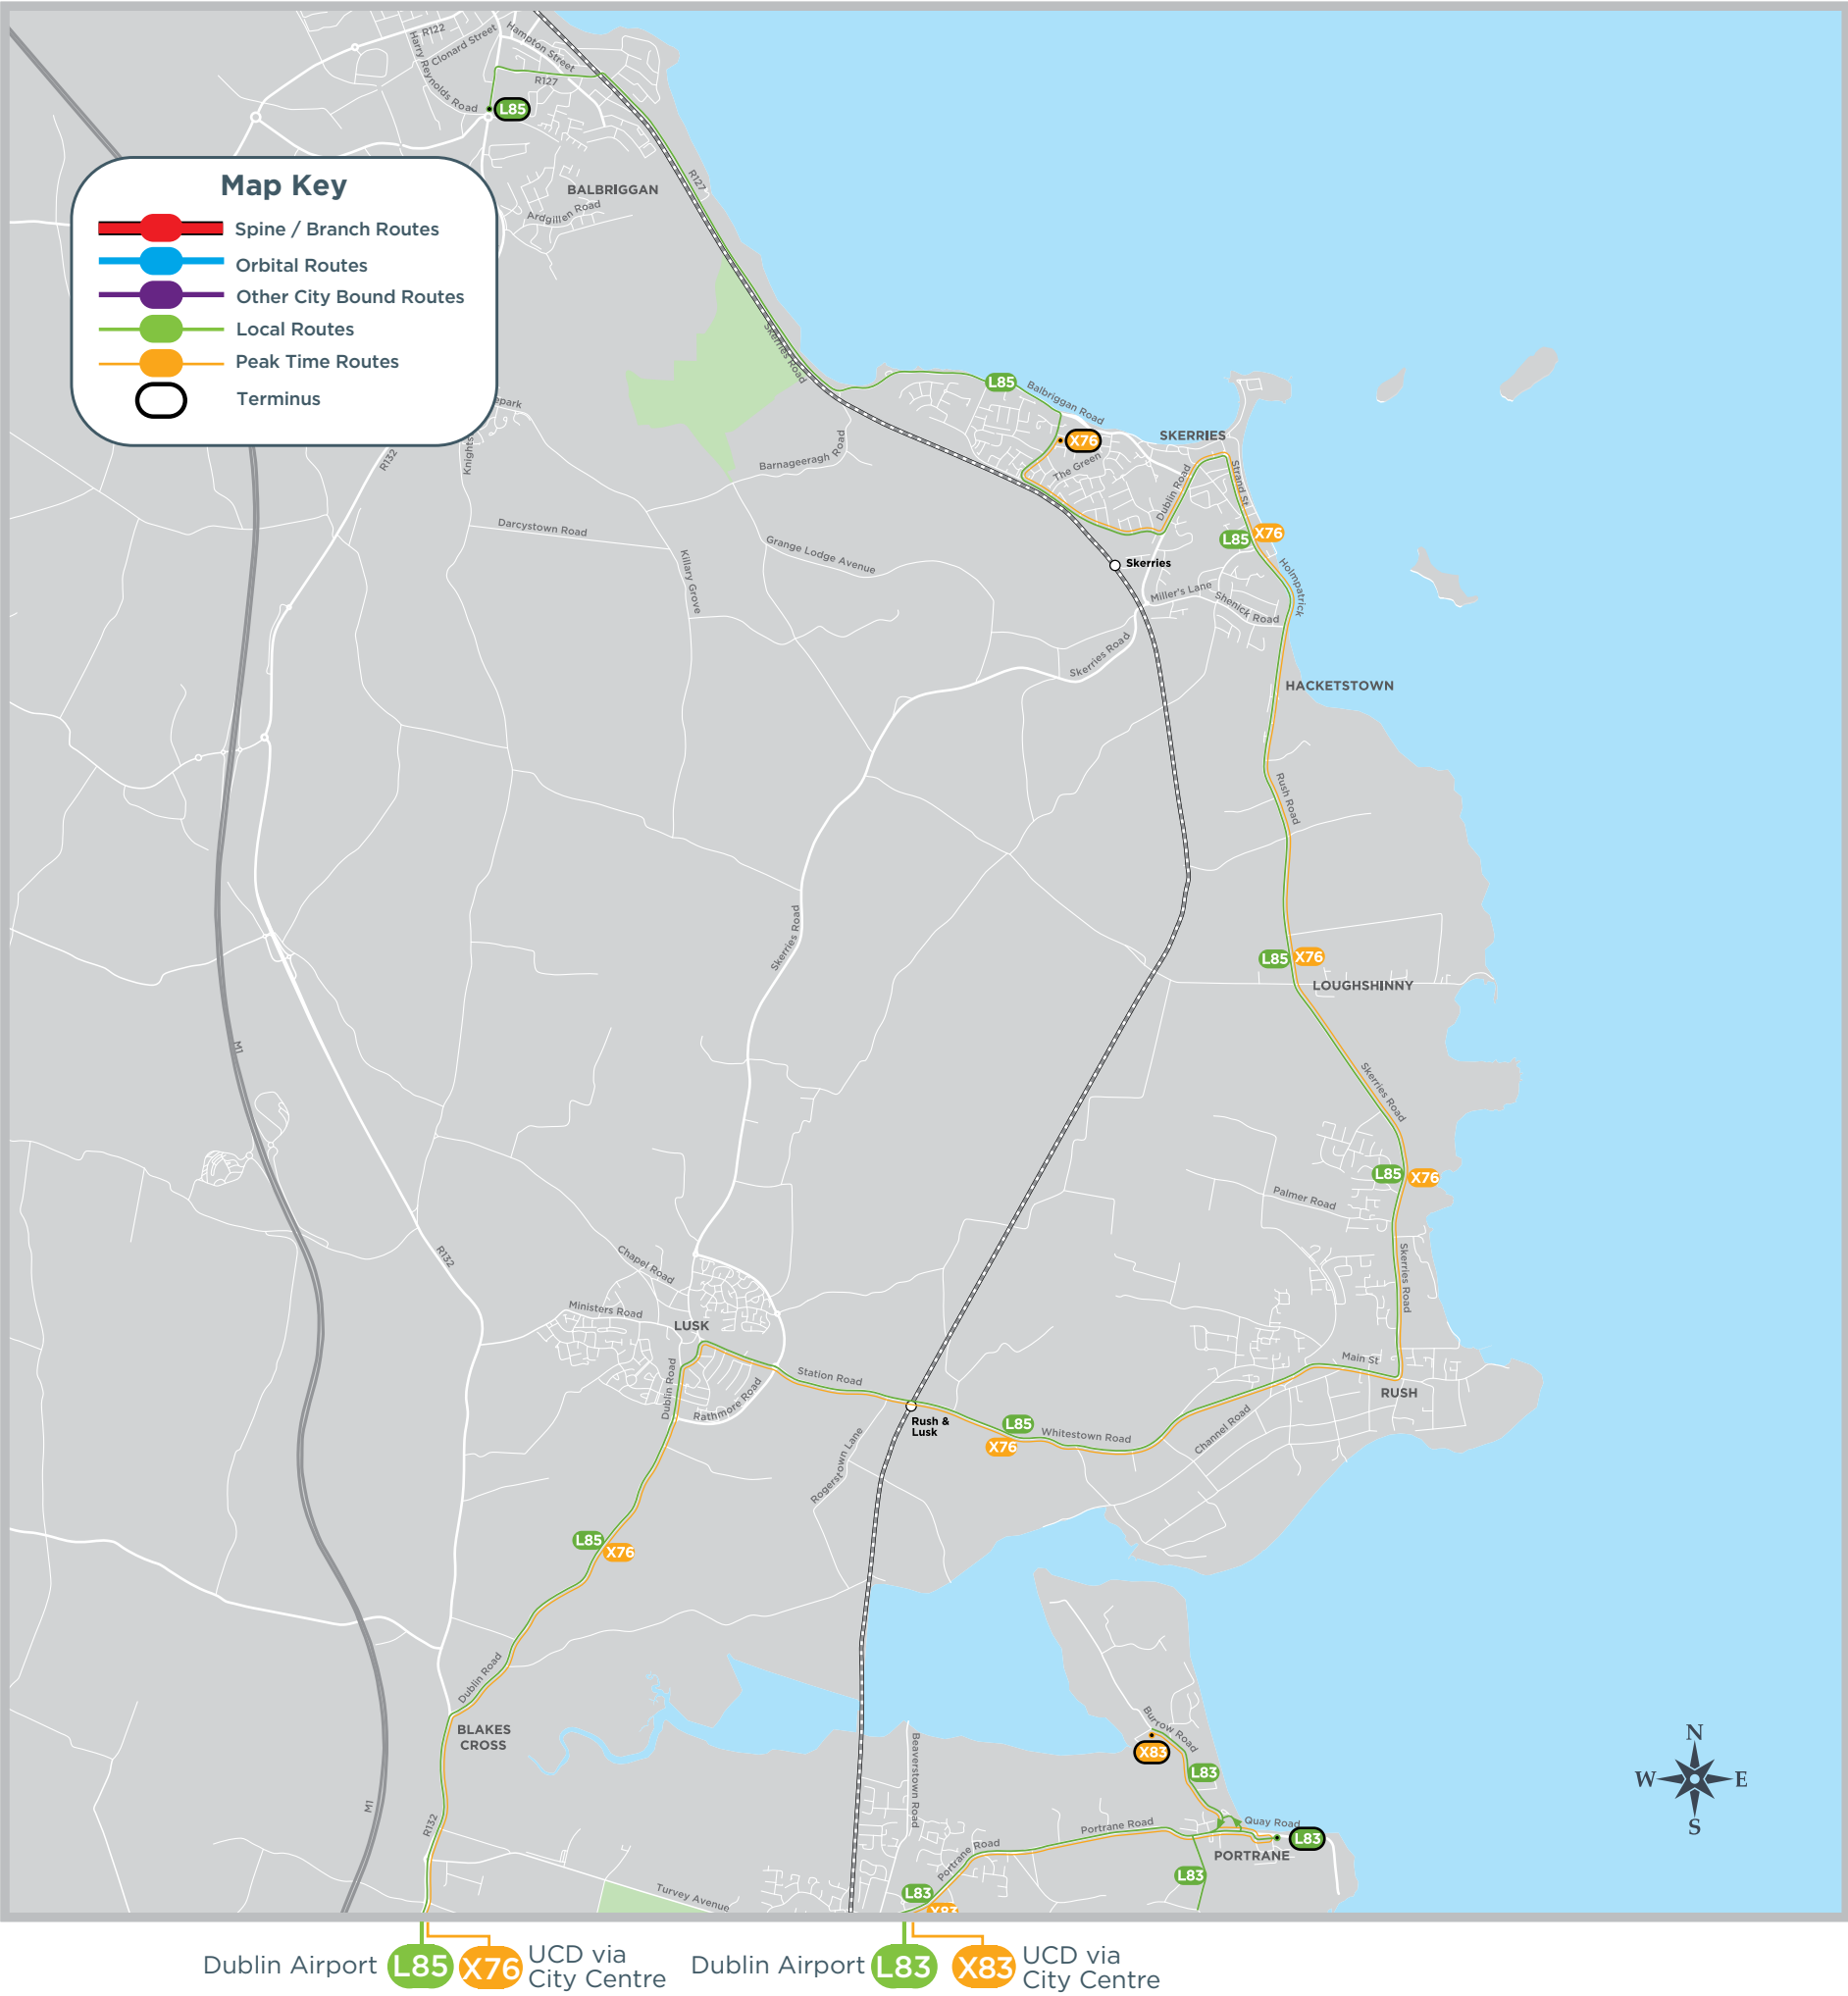 R122
Clonard Street
Hampton Street
Harry Reynolds Road
R127
L85
BALBRIGGAN
Ardgillen Road
R127
Map Key
Spine / Branch Routes
Orbital Routes
Other City Bound Routes
Local Routes
Peak Time Routes
Terminus
Skerries Road
L85
Balbriggan Road
X76
SKERRIES
The Green
Dublin Road
Strand St
R132
Barnageeragh Road
Darcystown Road
Grange Lodge Avenue
Killary Grove
L85
X76
Skerries
Holmpatrick
Miller's Lane
Shenick Road
Skerries Road
HACKETSTOWN
Rush Road
Skerries Road
L85
X76
LOUGHSHINNY
M1
Skerries Road
L85
X76
Palmer Road
Skerries Road
R132
Chapel Road
Ministers Road
LUSK
Dublin Road
Rathmore Road
Station Road
Rush &
Lusk
Main St
RUSH
L85
X76
Whitestown Road
Channel Road
Rogerstown Lane
L85
X76
Dublin Road
BLAKES
CROSS
Burrow Road
X83
L83
Beaverstown Road
M1
R132
Portrane Road
Portrane Road
Quay Road
L83
PORTRANE
L83
Turvey Avenue
L83
X83
N
W
E
S
Dublin Airport
L85
X76
UCD via
City Centre
Dublin Airport
L83
X83
UCD via
City Centre